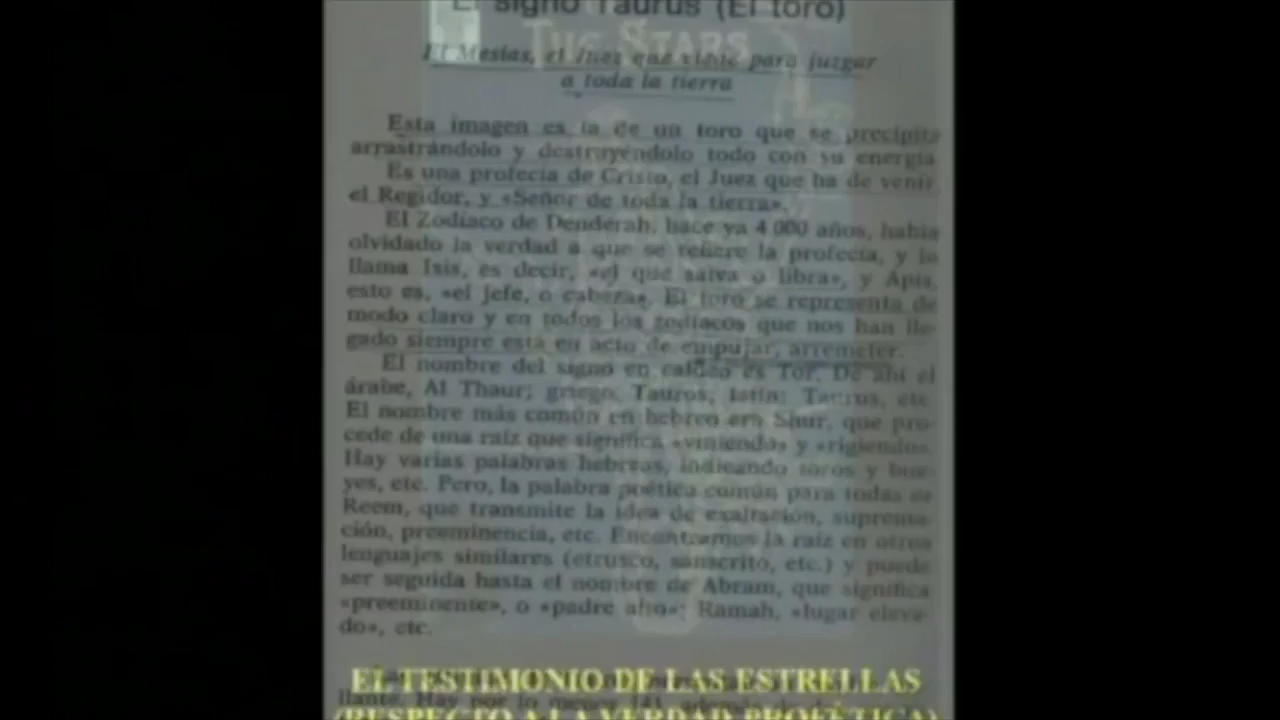 El signo Taurus (El toro)
THE STARS
El Mesías, el Juez que viene para juzgar
a toda la tierra
Esta imagen es la de un toro que se precipita
arrastrándolo y destruyéndolo todo con su energía
Es una profecía de Cristo, el Juez que ha de venir,
el Regidor, y «Señor de toda la tierra».
El Zodíaco de Denderah, hace ya 4 000 años, había
olvidado la verdad a que se refiere la profecía, y lo
llama Isis, es decir, «el que salva o libra», y Apis,
esto es, «el jefe, o cabeza». El toro se representa de
modo claro y en todos los zodíacos que nos han lle-
gado siempre está en acto de empujar, arremeter.
El nombre del signo en caldeo es Tor. De ahí el
árabe, Al Thaur; griego, Tauros; latín: Taurus, etc.
El nombre más común en hebreo era Shur, que pro-
cede de una raíz que significa «viniendo» y «rigiendo».
Hay varias palabras hebreas, indicando toros y bue-
yes, etc. Pero, la palabra poética común para todas es
Reem, que transmite la idea de exaltación, suprema-
ción, preeminencia, etc. Encontramos la raíz en otros
lenguajes similares (etrusco, sánscrito, etc.) y puede
ser seguida hasta el nombre de Abram, que significa
«preeminente», o «padre alto»; Ramah, «lugar eleva-
do», etc.
EL TESTIMONIO DE LAS ESTRELLAS
(RESPECTO A LA VERDAD PROFÉTICA)